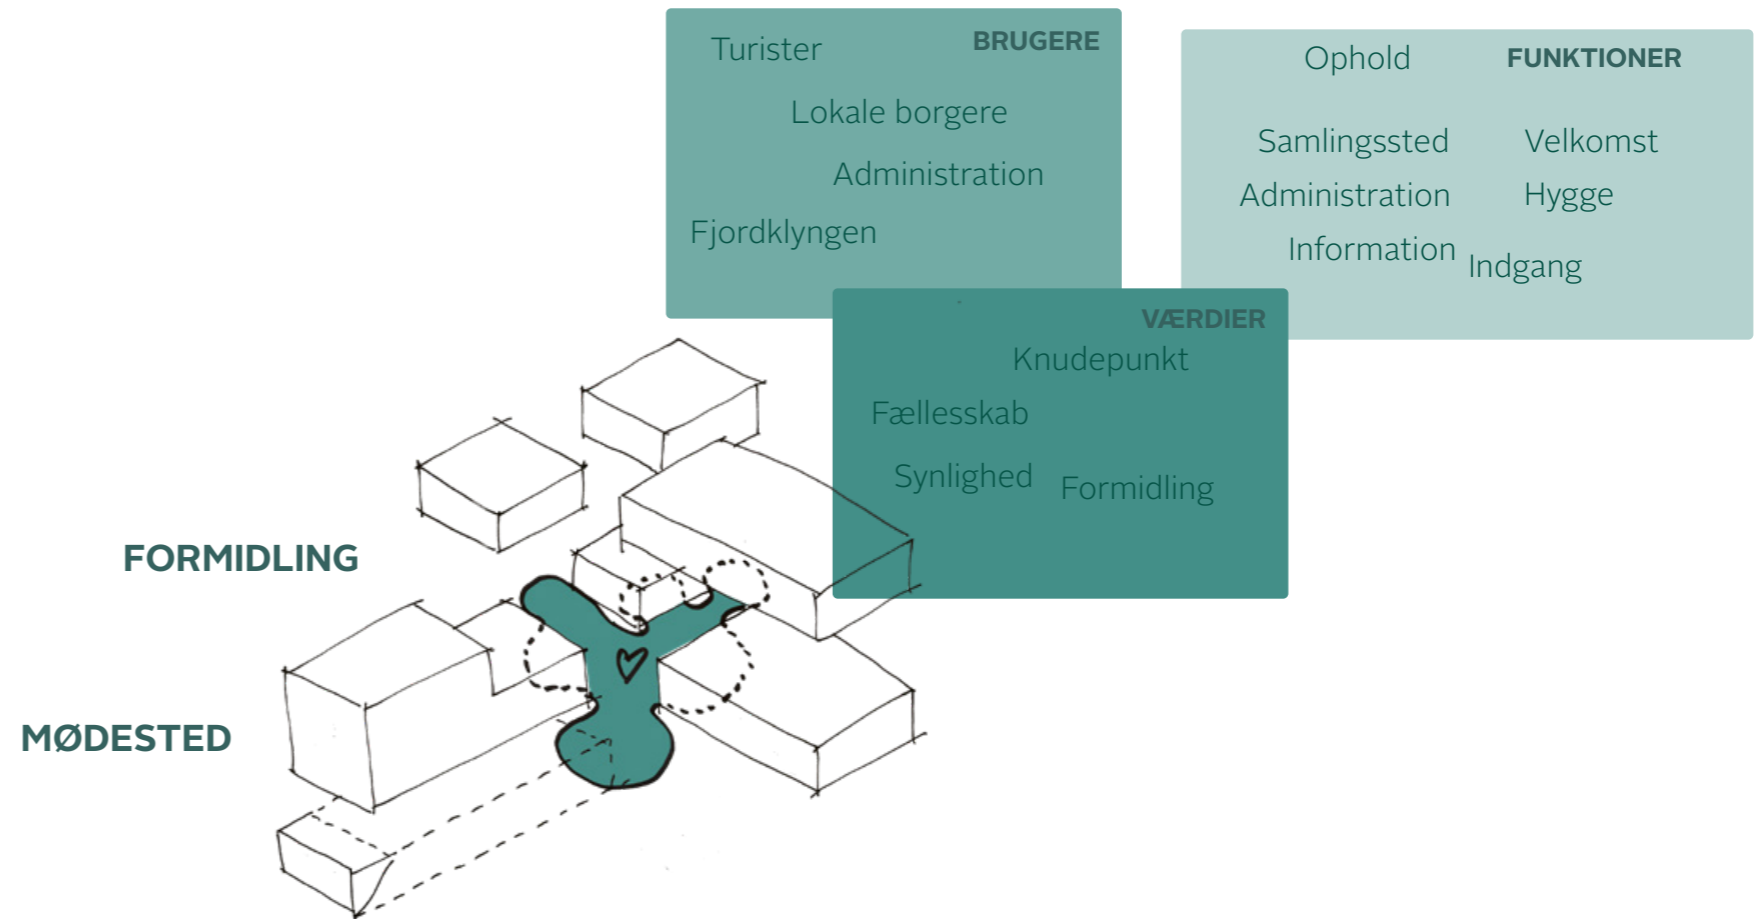 BRUGERE
Turister
Lokale borgere
Administration
Fjordklyngen
FUNKTIONER
Ophold
Samlingssted
Velkomst
Administration
Hygge
Information
Indgang
VÆRDIER
Knudepunkt
Fællesskab
Synlighed
Formidling
FORMIDLING
MØDESTED